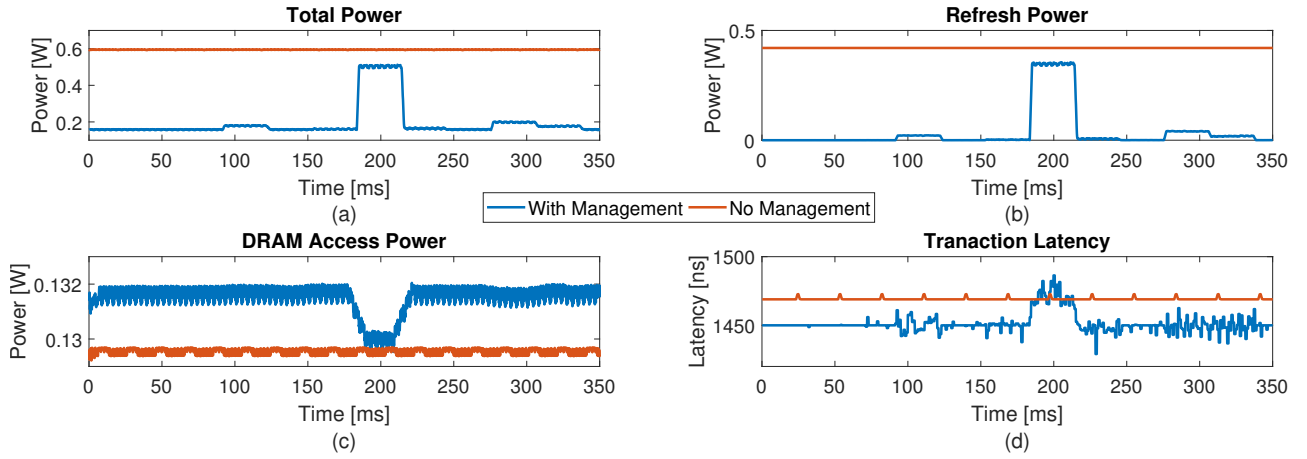 Total Power
Power [W]
0.6
0.4
0.2
0 50 100 150 200 250 300 350
Time [ms]
(a)
Refresh Power
Power [W]
0.5
0
0 50 100 150 200 250 300 350
Time [ms]
(b)
With Management No Management
DRAM Access Power
Power [W]
0.132
0.13
0 50 100 150 200 250 300 350
Time [ms]
(c)
Tranaction Latency
Latency [ns]
1500
1450
0 50 100 150 200 250 300 350
Time [ms]
(d)